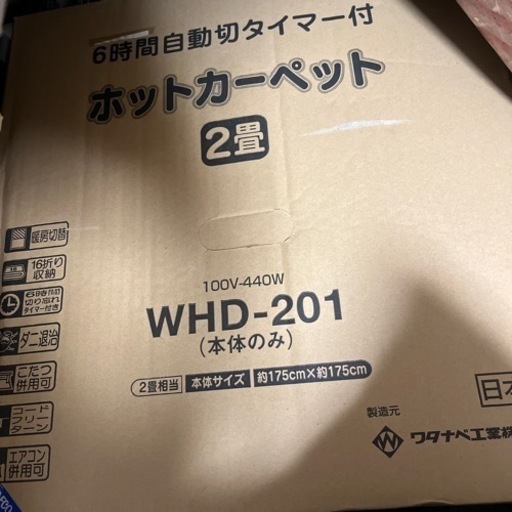 6時間自動切タイマー付
ホットカーペット
2畳
暖房切替
16折り
収納
6時間
切り忘れ
タイマー付き
ダニ退治
こたつ
併用可
コード
フリー
ターン
エアコン
併用可
100V-440W
WHD-201
(本体のみ)
2畳相当 本体サイズ 約175cm×約175cm
日本
製造元
ワタナベ工業株